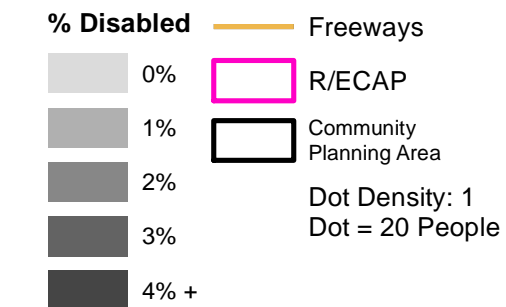 % Disabled
0%
1%
2%
3%
4% +
Freeways
R/ECAP
Community
Planning Area
Dot Density: 1
Dot = 20 People